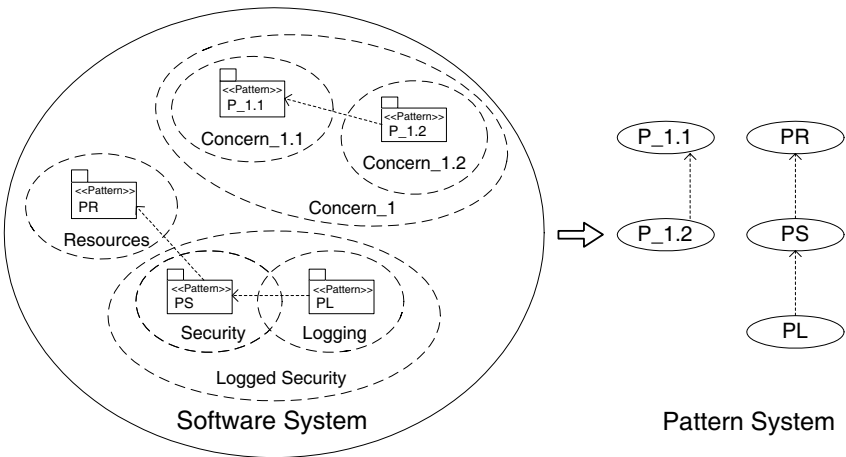 <<Pattern>>
P_1.1
<<Pattern>>
P_1.2
Concern_1.1
Concern_1.2
Concern_1
<<Pattern>>
PR
Resources
<<Pattern>>
PS
<<Pattern>>
PL
Security
Logging
Logged Security
Software System
P_1.1
PR
P_1.2
PS
PL
Pattern System